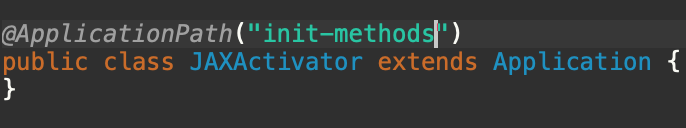 @ApplicationPath("init-methods")
public class JAXActivator extends Application {
}